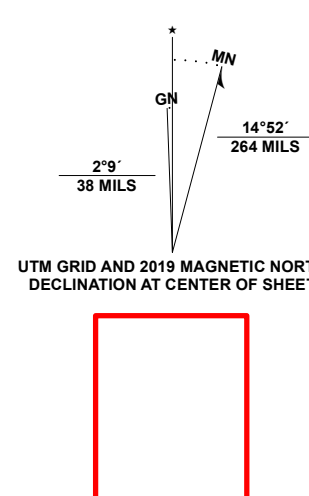 MN
GN
14°52´
264 MILS
2°9´
38 MILS
UTM GRID AND 2019 MAGNETIC NORT
DECLINATION AT CENTER OF SHEET